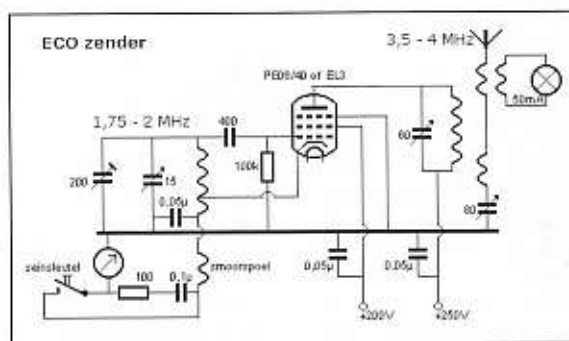 ECO zender
3,5 - 4 MHz
PE06/40 of EL3
50mA
1,75 - 2 MHz
400
60
200
15
100k
0,05µ
80
seinsleutel
100
0,1µ
smoorspoel
0,05µ
0,05µ
+200V
+250V